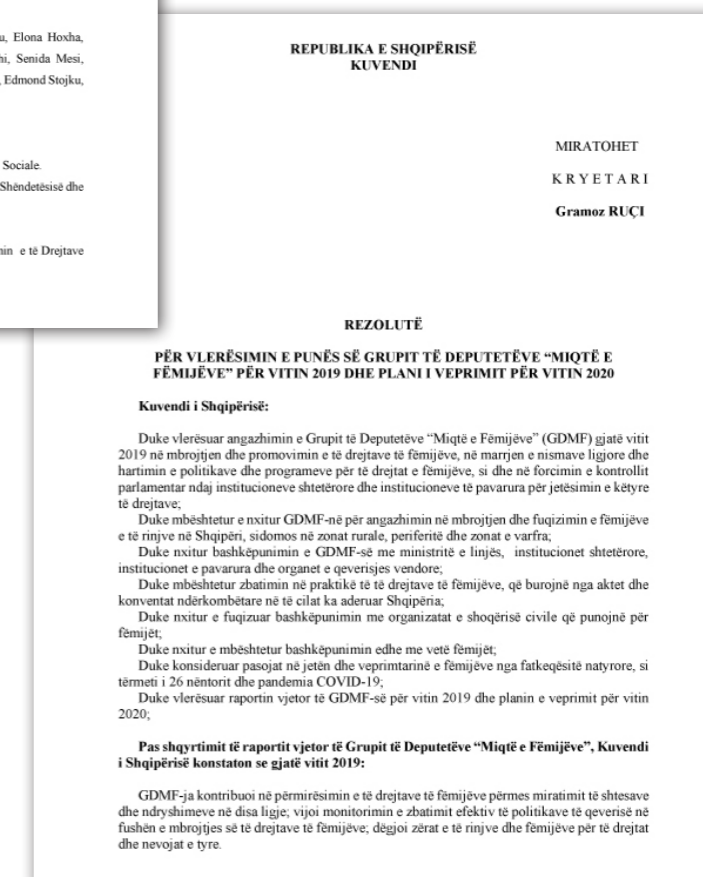 u, Elona Hoxha,
hi, Senida Mesi,
, Edmond Stojku,
Sociale.
Shëndetësisë dhe
min e të Drejtave
REPUBLIKA E SHQIPËRISË
KUVENDI
MIRATOHET
K R Y E T A R I
Gramoz RUÇI
REZOLUTË
PËR VLERËSIMIN E PUNËS SË GRUPIT TË DEPUTETËVE “MIQTË E
FËMIJËVE” PËR VITIN 2019 DHE PLANI I VEPRIMIT PËR VITIN 2020
Kuvendi i Shqipërisë:
Duke vlerësuar angazhimin e Grupit të Deputetëve “Miqtë e Fëmijëve” (GDMF) gjatë vitit
2019 në mbrojtjen dhe promovimin e të drejtave të fëmijëve, në marrjen e nismave ligjore dhe
hartimin e politikave dhe programeve për të drejtat e fëmijëve, si dhe në forcimin e kontrollit
parlamentar ndaj institucioneve shtetërore dhe institucioneve të pavarura për jetësimin e këtyre
të drejtave;
Duke mbështetur e nxitur GDMF-në për angazhimin në mbrojtjen dhe fuqizimin e fëmijëve
e të rinjve në Shqipëri, sidomos në zonat rurale, periferitë dhe zonat e varfra;
Duke nxitur bashkëpunimin e GDMF-së me ministritë e linjës, institucionet shtetërore,
institucionet e pavarura dhe organet e qeverisjes vendore;
Duke mbështetur zbatimin në praktikë të të drejtave të fëmijëve, që burojnë nga aktet dhe
konventat ndërkombëtare në të cilat ka aderuar Shqipëria;
Duke nxitur e fuqizuar bashkëpunimin me organizatat e shoqërisë civile që punojnë për
fëmijët;
Duke nxitur e mbështetur bashkëpunimin edhe me vetë fëmijët;
Duke konsideruar pasojat në jetën dhe veprimtarinë e fëmijëve nga fatkeqësitë natyrore, si
tërmeti i 26 nëntorit dhe pandemia COVID-19;
Duke vlerësuar raportin vjetor të GDMF-së për vitin 2019 dhe planin e veprimit për vitin
2020;
Pas shqyrtimit të raportit vjetor të Grupit të Deputetëve “Miqtë e Fëmijëve”, Kuvendi
i Shqipërisë konstaton se gjatë vitit 2019:
GDMF-ja kontribuoi në përmirësimin e të drejtave të fëmijëve përmes miratimit të shtesave
dhe ndryshimeve në disa ligje; vijoi monitorimin e zbatimit efektiv të politikave të qeverisë në
fushën e mbrojtjes së të drejtave të fëmijëve; dëgjoi zërat e të rinjve dhe fëmijëve për të drejtat
dhe nevojat e tyre.